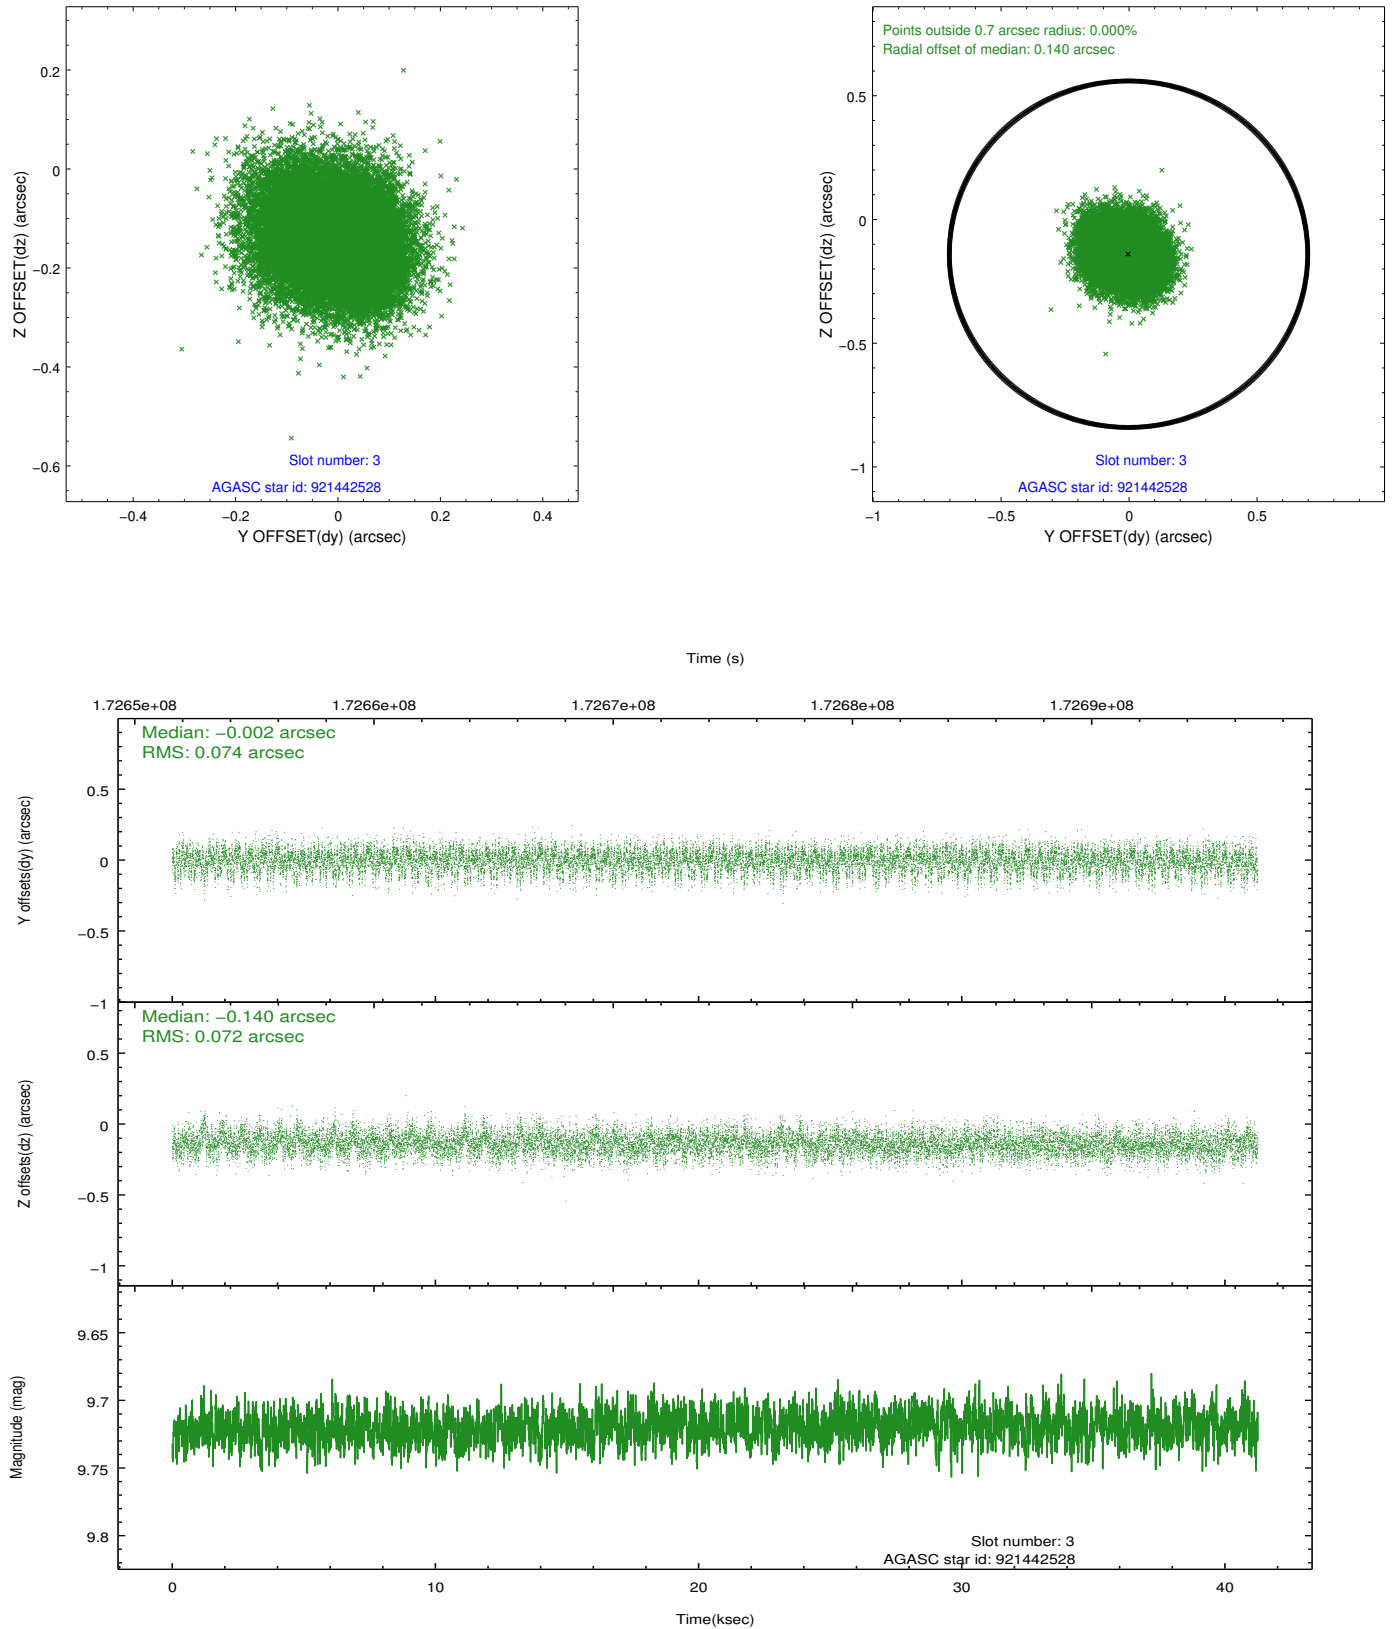 0.2
0
−0.2
−0.4
−0.6
−0.4
−0.2
0
0.2
0.4
Z OFFSET(dz) (arcsec)
Y OFFSET(dy) (arcsec)
Slot number: 3
AGASC star id: 921442528
Points outside 0.7 arcsec radius: 0.000%
Radial offset of median: 0.140 arcsec
0.5
0
−0.5
−1
−1
−0.5
0
0.5
Z OFFSET(dz) (arcsec)
Y OFFSET(dy) (arcsec)
Slot number: 3
AGASC star id: 921442528
Time (s)
1.7265e+08
1.7266e+08
1.7267e+08
1.7268e+08
1.7269e+08
Median: −0.002 arcsec
RMS: 0.074 arcsec
0.5
0
−0.5
−1
Y offsets(dy) (arcsec)
Median: −0.140 arcsec
RMS: 0.072 arcsec
0.5
0
−0.5
−1
Z offsets(dz) (arcsec)
9.65
9.7
9.75
9.8
Magnitude (mag)
Slot number: 3
AGASC star id: 921442528
0
10
20
30
40
Time(ksec)